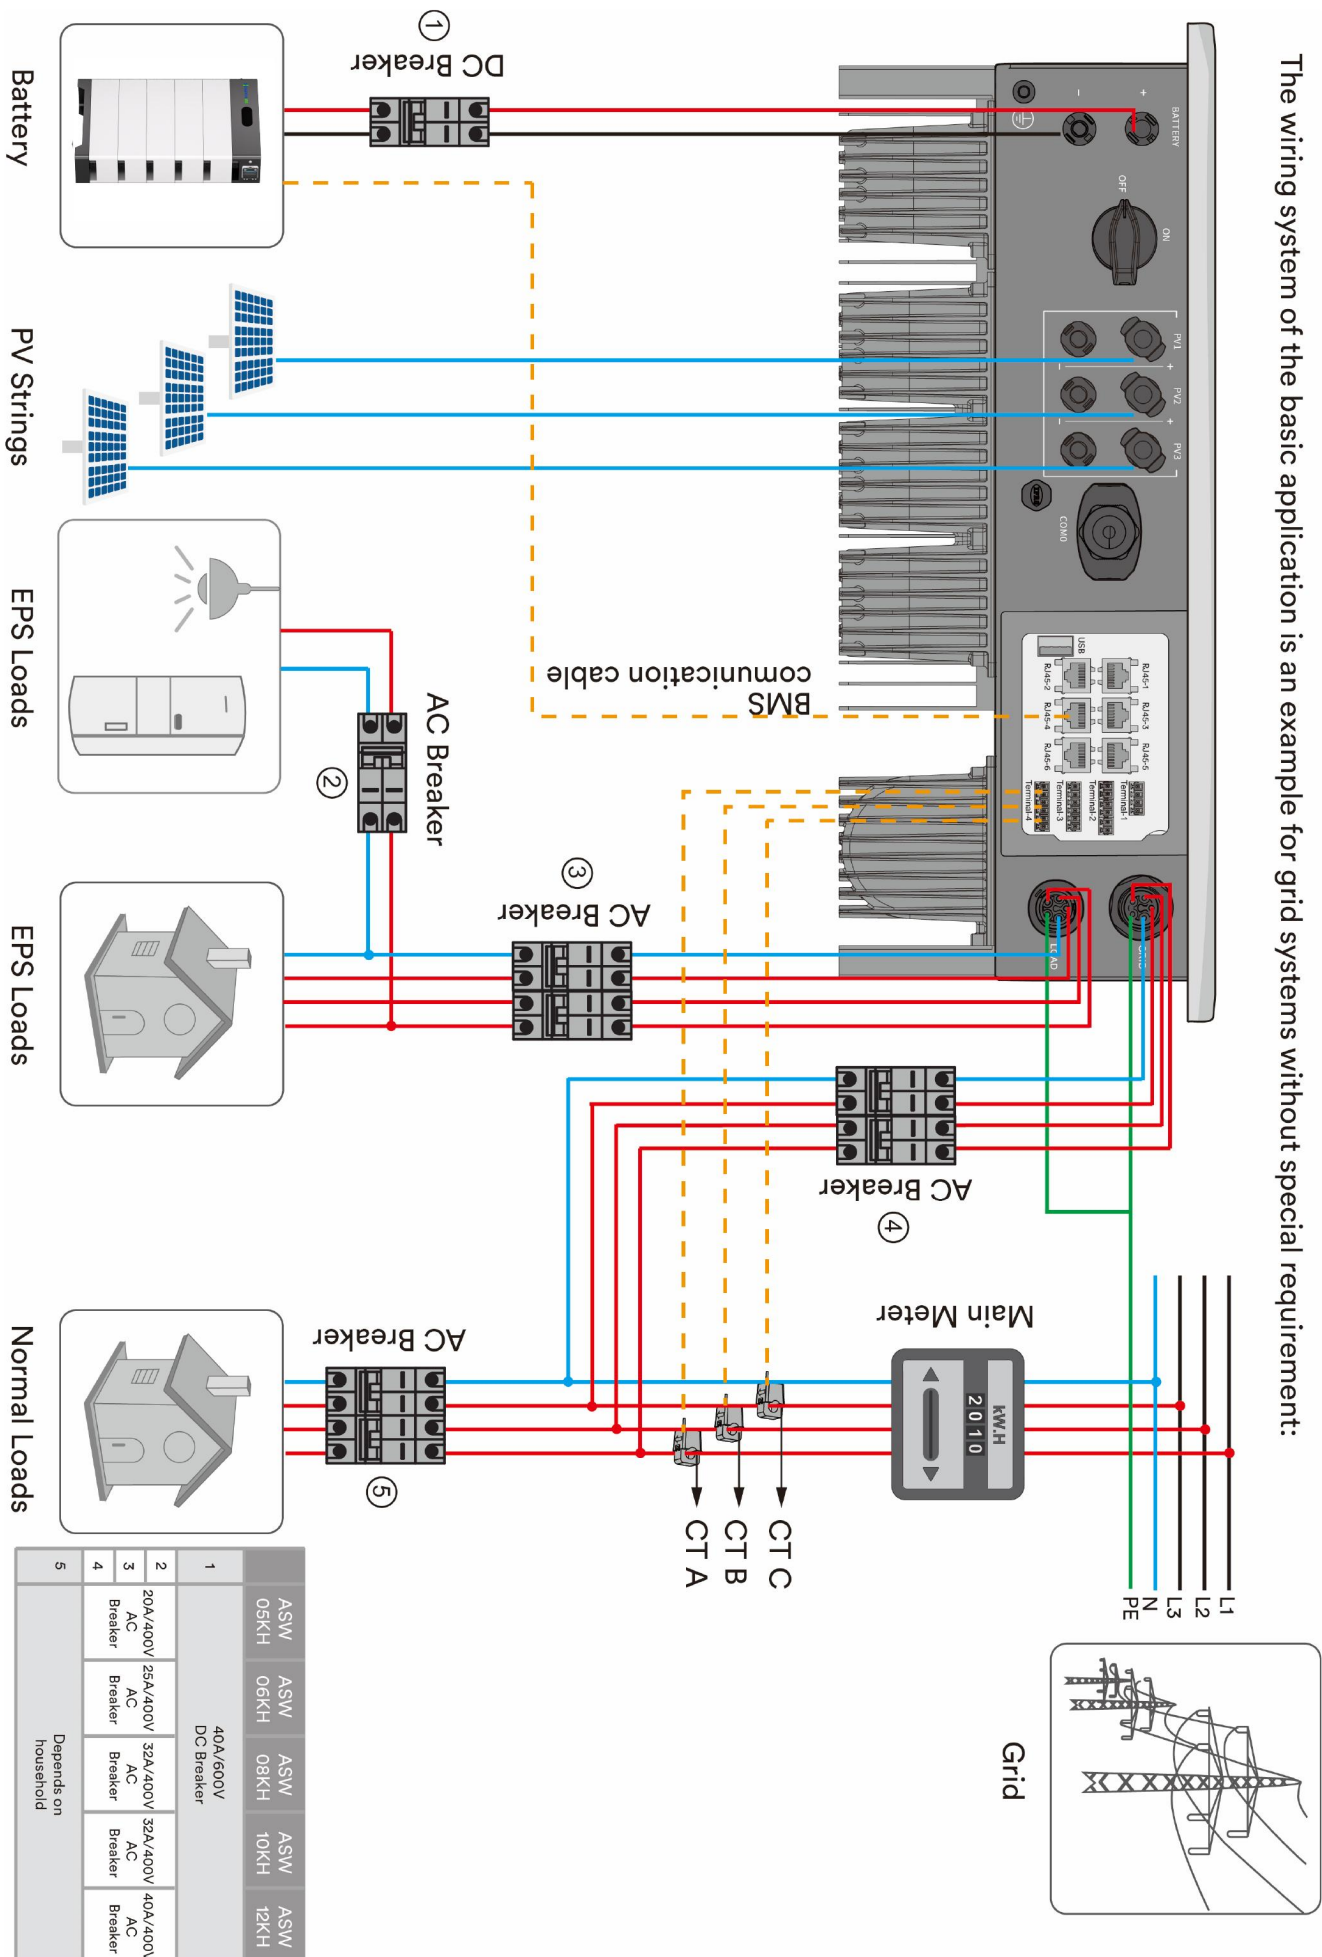 The wiring system of the basic application is an example for grid systems without special requirement:
BATTERY
+
-
OFF
ON
PV1
PV2
PV3
+
+
-
-
COM0
USB
RJ45-1
RJ45-3
RJ45-5
RJ45-2
RJ45-4
RJ45-6
Terminal-1
Terminal-2
Terminal-3
Terminal-4
LOAD
DC Breaker
①
BMS
comunication cable
AC Breaker
②
AC Breaker
③
AC Breaker
④
AC Breaker
⑤
Main Meter
kW.H
2010
CT C
CT B
CT A
L1
L2
L3
N
PE
Grid
Battery
PV Strings
EPS Loads
EPS Loads
Normal Loads
ASW
05KH
ASW
06KH
ASW
08KH
ASW
10KH
ASW
12KH
1
40A/600V
DC Breaker
2
3
4
20A/400V
AC
Breaker
25A/400V
AC
Breaker
32A/400V
AC
Breaker
32A/400V
AC
Breaker
40A/400V
AC
Breaker
5
Depends on
household